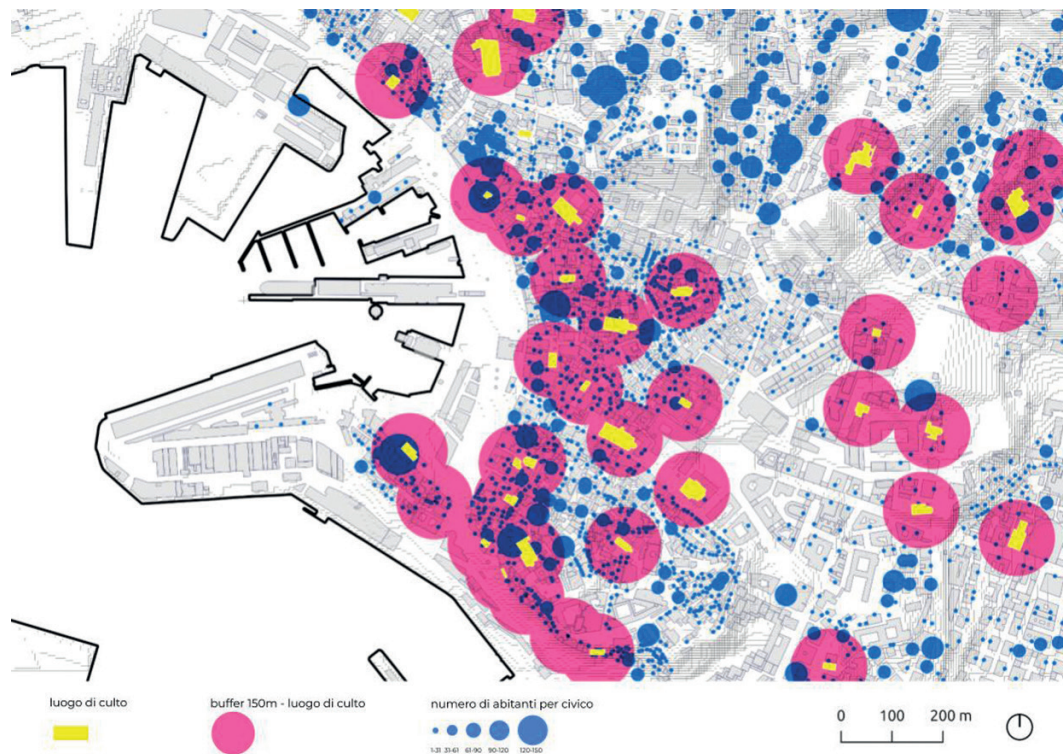 luogo di culto
buffer 150m - luogo di culto
numero di abitanti per civico
1-31 31-61 61-90 90-120 120-150
0 100 200 m